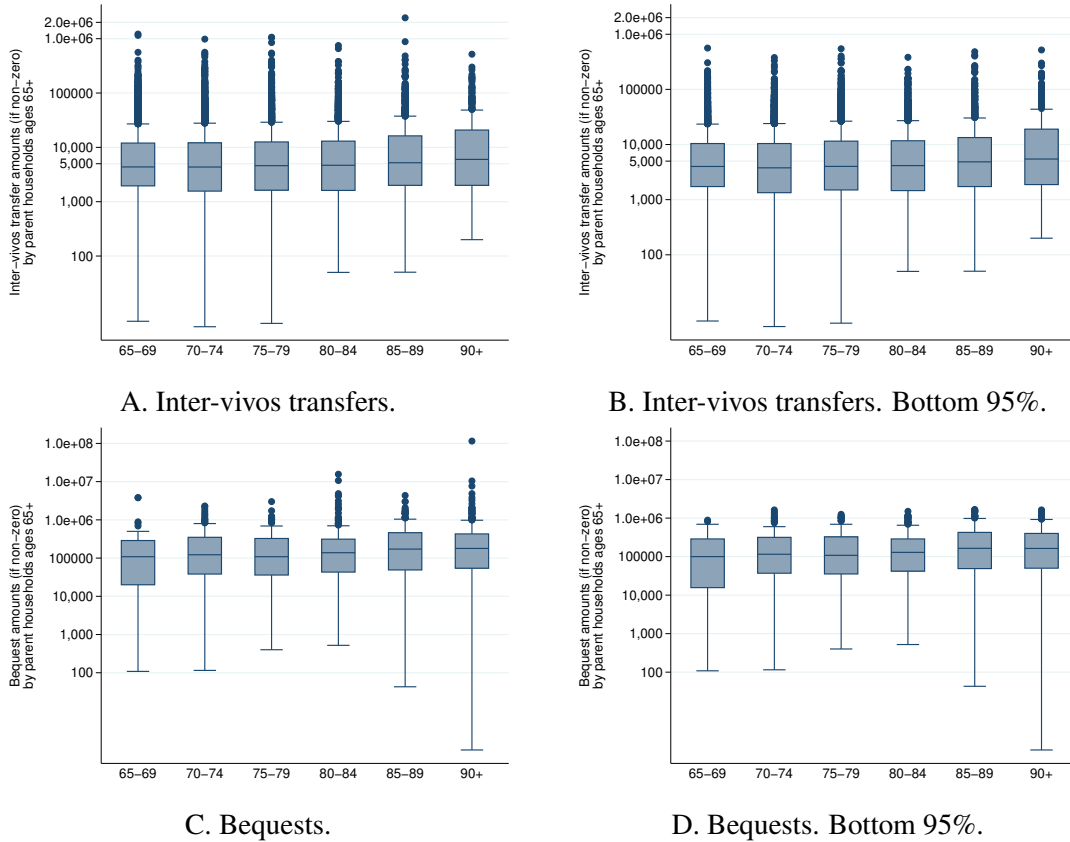 Inter−vivos transfer amounts (if non−zero)
by parent households ages 65+
2.0e+06
1.0e+06
100000
10,000
5,000
1,000
100
65−69 70−74 75−79 80−84 85−89 90+
A. Inter-vivos transfers.
Inter−vivos transfer amounts (if non−zero)
by parent households ages 65+
2.0e+06
1.0e+06
100000
10,000
5,000
1,000
100
65−69 70−74 75−79 80−84 85−89 90+
B. Inter-vivos transfers. Bottom 95%.
Bequest amounts (if non−zero)
by parent households ages 65+
1.0e+08
1.0e+07
1.0e+06
100000
10,000
1,000
100
65−69 70−74 75−79 80−84 85−89 90+
C. Bequests.
Bequest amounts (if non−zero)
by parent households ages 65+
1.0e+08
1.0e+07
1.0e+06
100000
10,000
1,000
100
65−69 70−74 75−79 80−84 85−89 90+
D. Bequests. Bottom 95%.